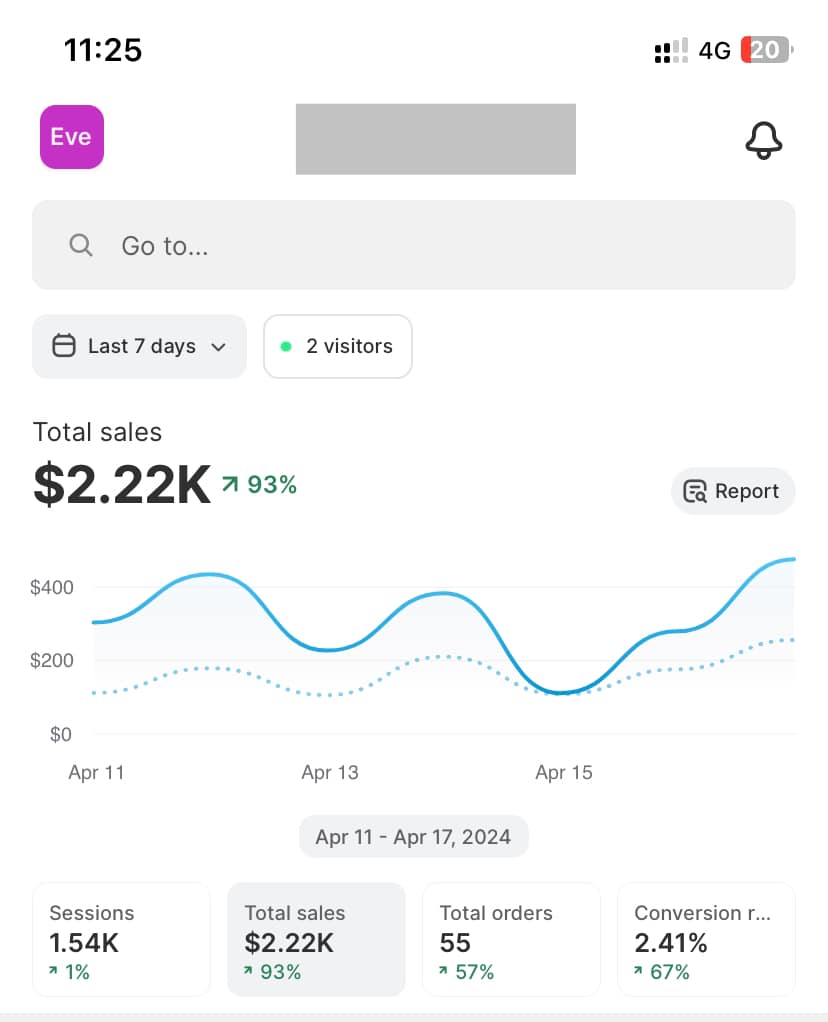 11:25 4G 20
Eve
Go to...
Last 7 days 2 visitors
Total sales
$2.22K 93%
Report
$400
$200
$0
Apr 11 Apr 13 Apr 15
Apr 11 - Apr 17, 2024
Sessions Total sales Total orders Conversion r...
1.54K $2.22K 55 2.41%
1% 93% 57% 67%